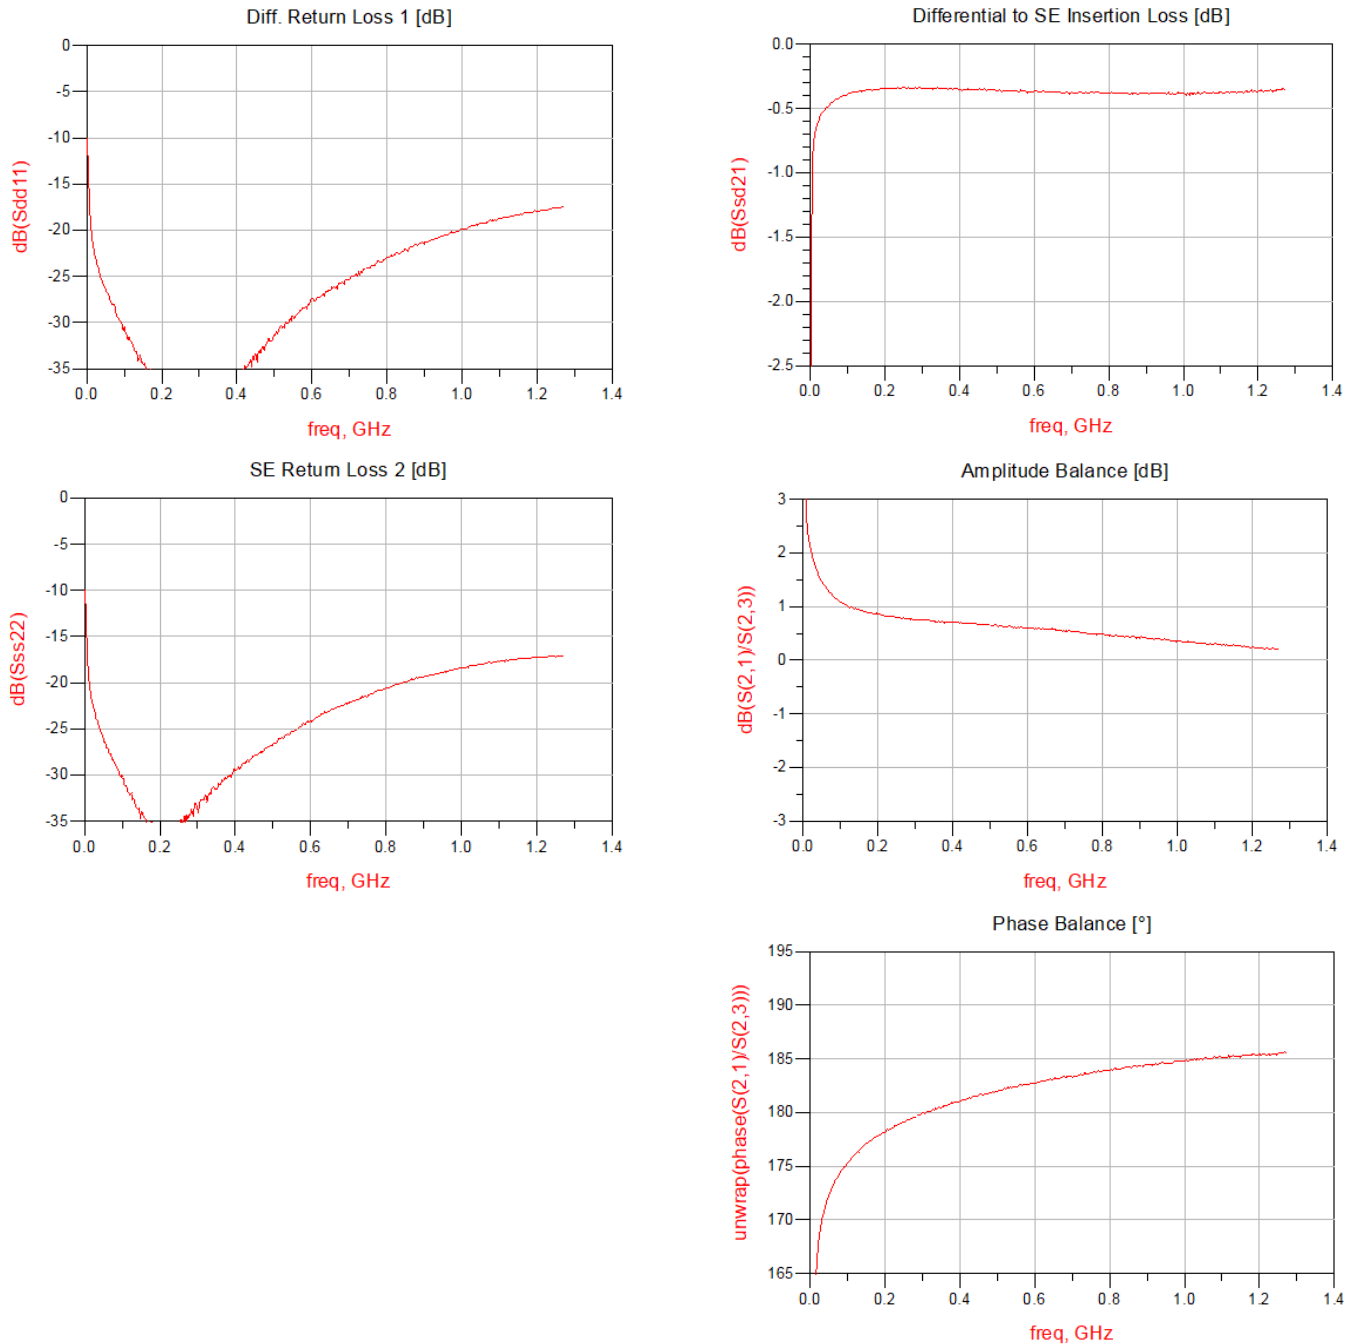 Diff. Return Loss 1 [dB]
0
-5
-10
-15
-20
-25
-30
-35
dB(Sdd11)
0.0 0.2 0.4 0.6 0.8 1.0 1.2 1.4
freq, GHz
Differential to SE Insertion Loss [dB]
0.0
-0.5
-1.0
-1.5
-2.0
-2.5
dB(Ssd21)
0.0 0.2 0.4 0.6 0.8 1.0 1.2 1.4
freq, GHz
SE Return Loss 2 [dB]
0
-5
-10
-15
-20
-25
-30
-35
dB(Sss22)
0.0 0.2 0.4 0.6 0.8 1.0 1.2 1.4
freq, GHz
Amplitude Balance [dB]
3
2
1
0
-1
-2
-3
dB(S(2,1)/S(2,3))
0.0 0.2 0.4 0.6 0.8 1.0 1.2 1.4
freq, GHz
Phase Balance [°]
195
190
185
180
175
170
165
unwrap(phase(S(2,1)/S(2,3)))
0.0 0.2 0.4 0.6 0.8 1.0 1.2 1.4
freq, GHz